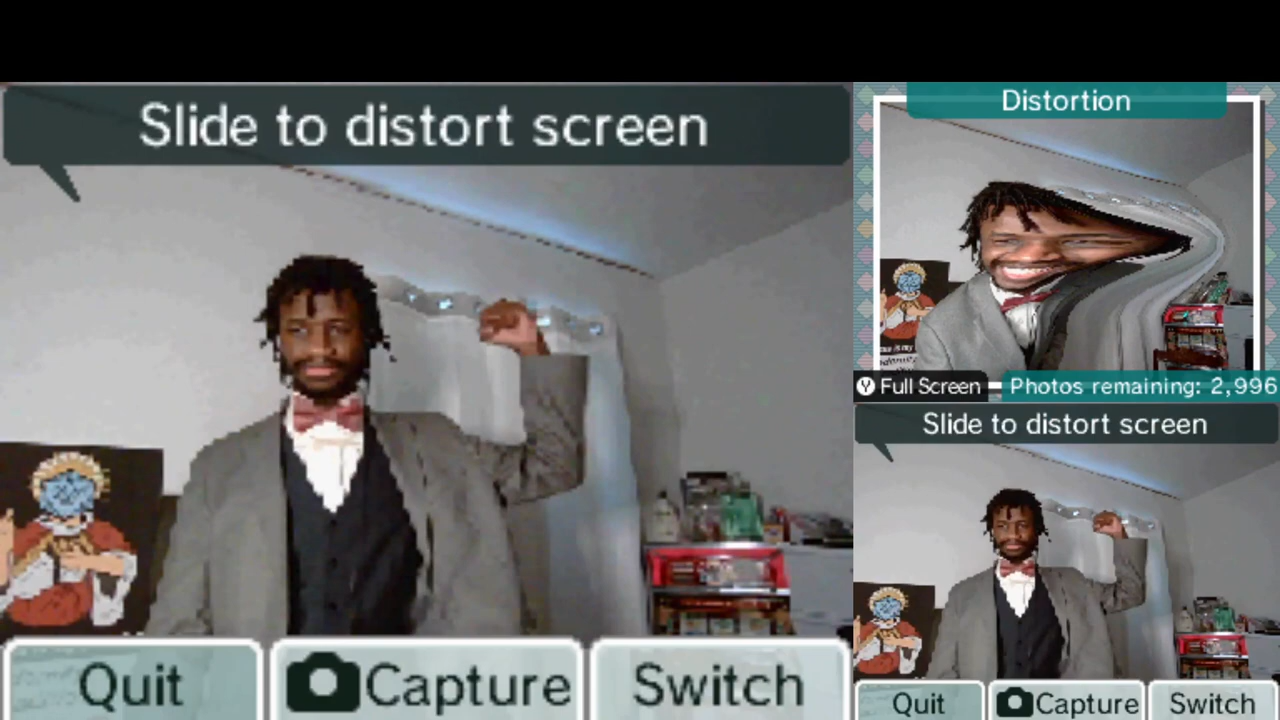 Slide to distort screen
Quit
Capture
Switch
Distortion
Y Full Screen
Photos remaining: 2,996
Slide to distort screen
Quit
Capture
Switch